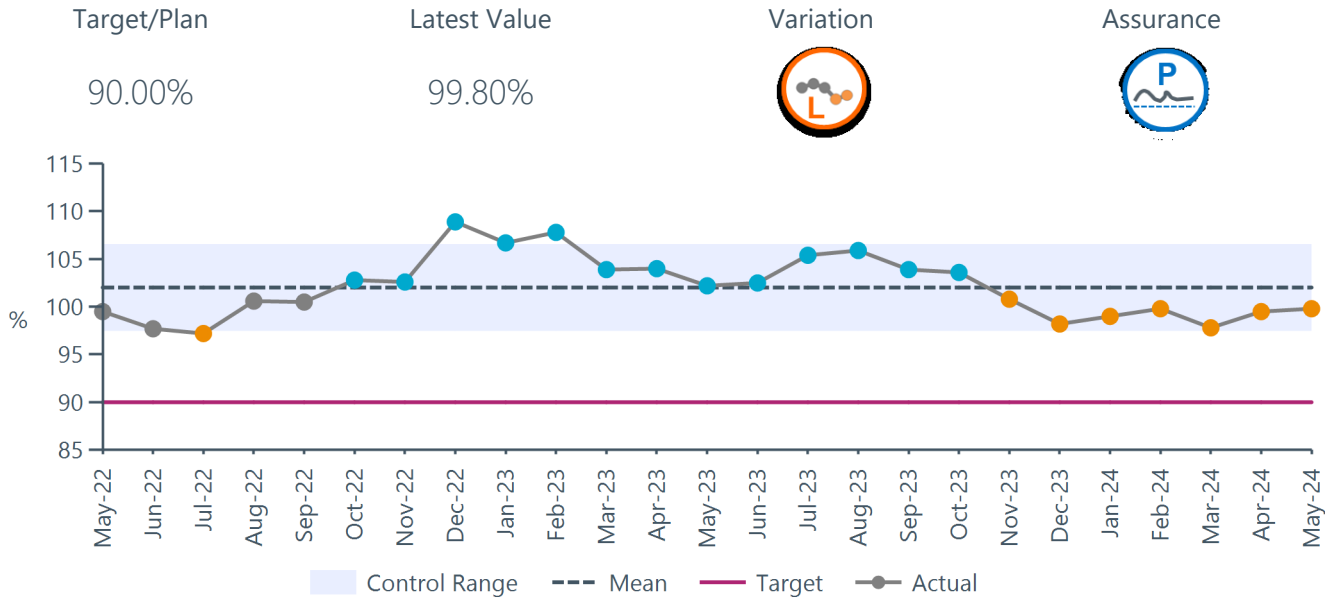 Target/Plan Latest Value Variation Assurance
90.00% 99.80%
L P
115
110
105
100
95
90
85
%
May-22 Jun-22 Jul-22 Aug-22 Sep-22 Oct-22 Nov-22 Dec-22 Jan-23 Feb-23 Mar-23 Apr-23 May-23 Jun-23 Jul-23 Aug-23 Sep-23 Oct-23 Nov-23 Dec-23 Jan-24 Feb-24 Mar-24 Apr-24 May-24
Control Range Mean Target Actual